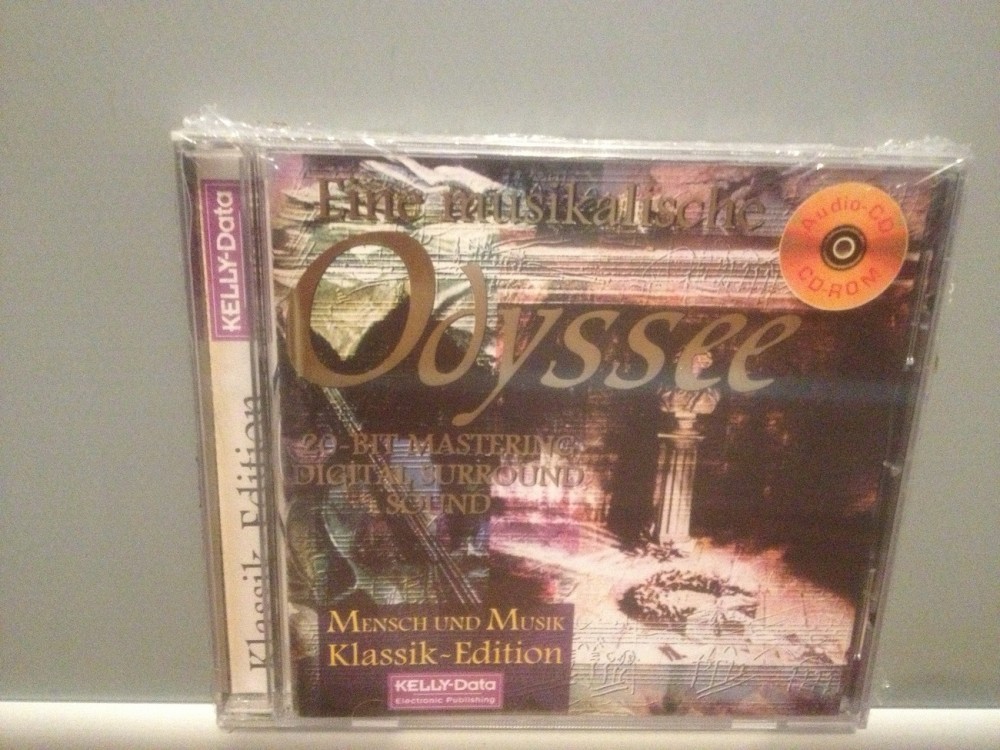 KELLY-Data
Klassik-Edition
Eine musikalische
Odyssee
Audio-CD
CD-ROM
20-BIT MASTERING
DIGITAL SURROUND
SOUND
MENSCH UND MUSIK
Klassik-Edition
KELLY-Data
Electronic Publishing